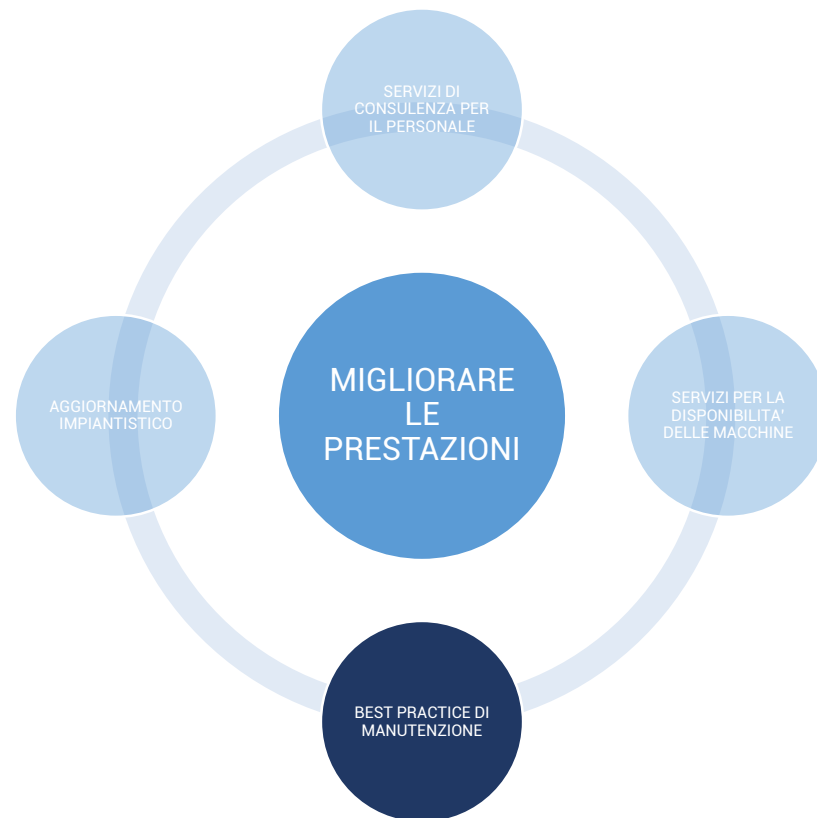 SERVIZI DI
CONSULENZA PER
IL PERSONALE
MIGLIORARE
LE
PRESTAZIONI
AGGIORNAMENTO
IMPIANTISTICO
SERVIZI PER LA
DISPONIBILITA'
DELLE MACCHINE
BEST PRACTICE DI
MANUTENZIONE